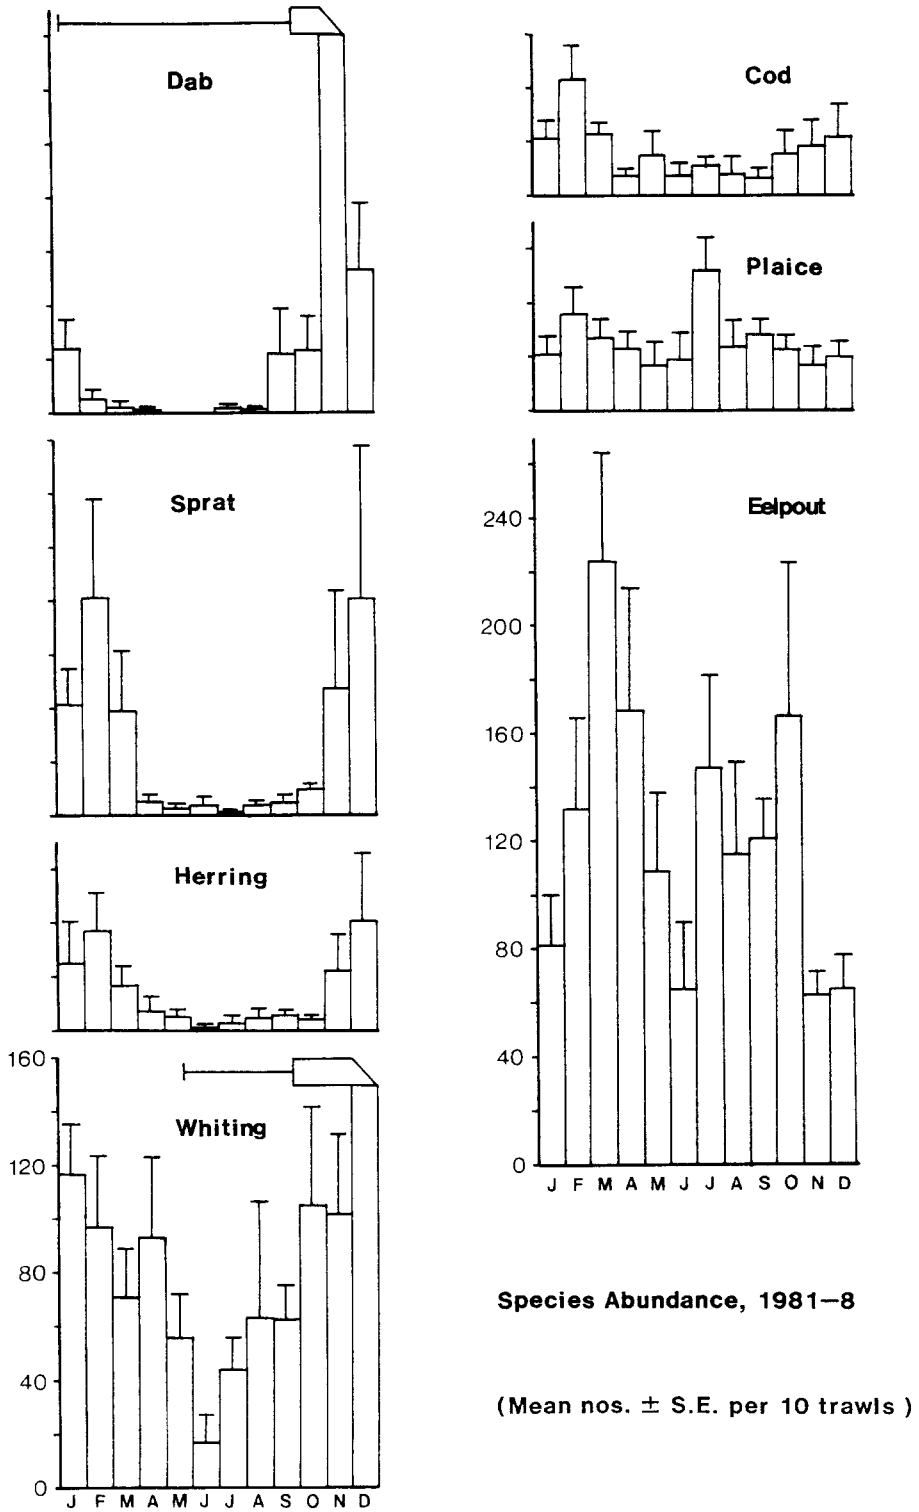 Dab
Cod
Plaice
Sprat
Eelpout
240
200
160
120
80
40
0
J F M A M J J A S O N D
Herring
Whiting
160
120
80
40
0
J F M A M J J A S O N D
Species Abundance, 1981–8
(Mean nos. ± S.E. per 10 trawls )